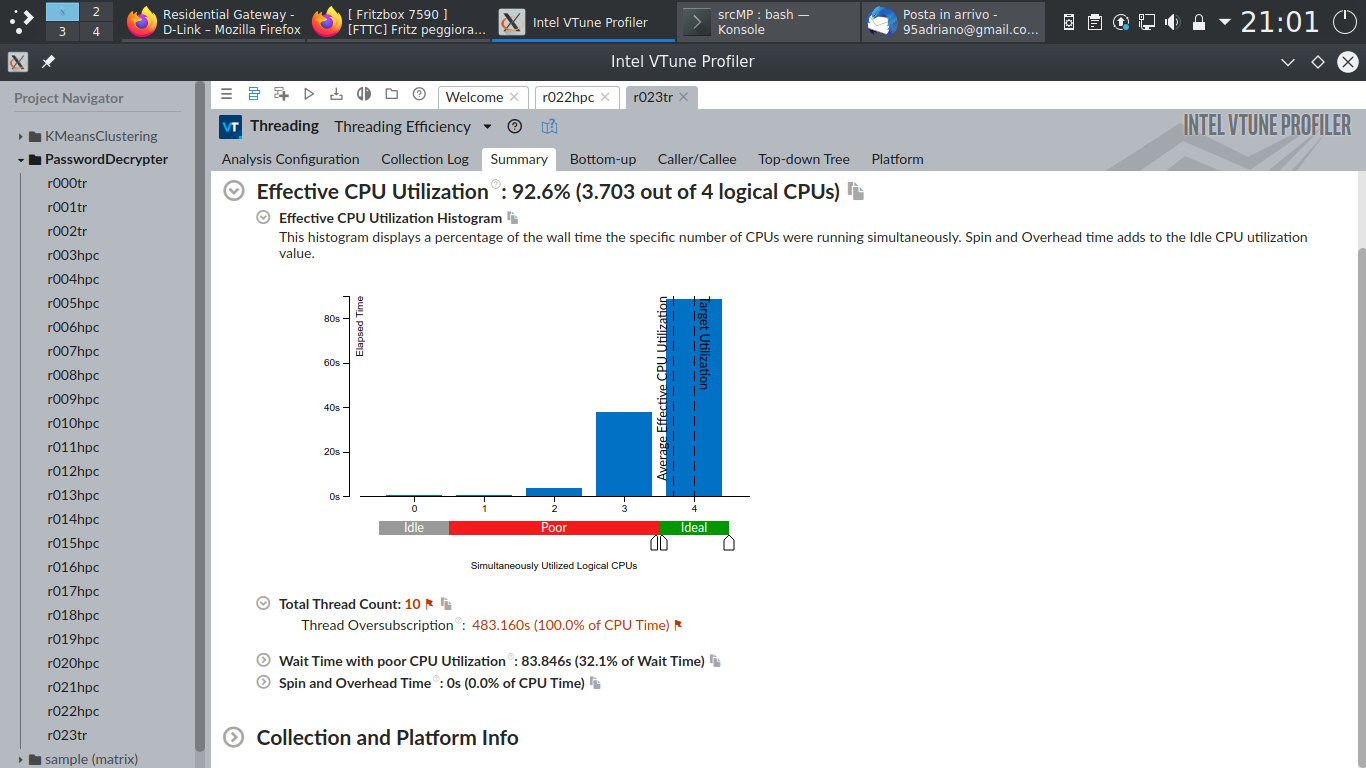 1 2
3 4
Residential Gateway -
D-Link – Mozilla Firefox
[ Fritzbox 7590 ]
[FTTC] Fritz peggiora...
Intel VTune Profiler
srcMP : bash —
Konsole
Posta in arrivo -
95adriano@gmail.co...
21:01
Intel VTune Profiler
Project Navigator
KMeansClustering
PasswordDecrypter
r000tr
r001tr
r002tr
r003hpc
r004hpc
r005hpc
r006hpc
r007hpc
r008hpc
r009hpc
r010hpc
r011hpc
r012hpc
r013hpc
r014hpc
r015hpc
r016hpc
r017hpc
r018hpc
r019hpc
r020hpc
r021hpc
r022hpc
r023tr
sample (matrix)
Welcome r022hpc r023tr
VT Threading Threading Efficiency
INTEL VTUNE PROFILER
Analysis Configuration Collection Log Summary Bottom-up Caller/Callee Top-down Tree Platform
Effective CPU Utilization : 92.6% (3.703 out of 4 logical CPUs)
Effective CPU Utilization Histogram
This histogram displays a percentage of the wall time the specific number of CPUs were running simultaneously. Spin and Overhead time adds to the Idle CPU utilization
value.
Elapsed Time
80s
60s
40s
20s
0s
Average Effective CPU Utilization
Target Utilization
0 1 2 3 4
Idle Poor Ideal
Simultaneously Utilized Logical CPUs
Total Thread Count: 10
Thread Oversubscription : 483.160s (100.0% of CPU Time)
Wait Time with poor CPU Utilization : 83.846s (32.1% of Wait Time)
Spin and Overhead Time : 0s (0.0% of CPU Time)
Collection and Platform Info